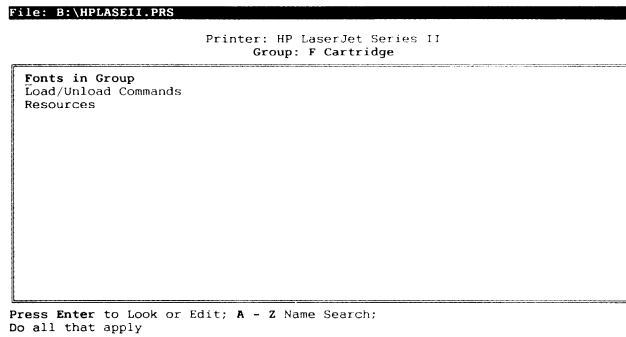 File: B:\HPLASEII.PRS
Printer: HP LaserJet Series II
Group: F Cartridge
Fonts in Group
Load/Unload Commands
Resources
Press Enter to Look or Edit; A - Z Name Search;
Do all that apply